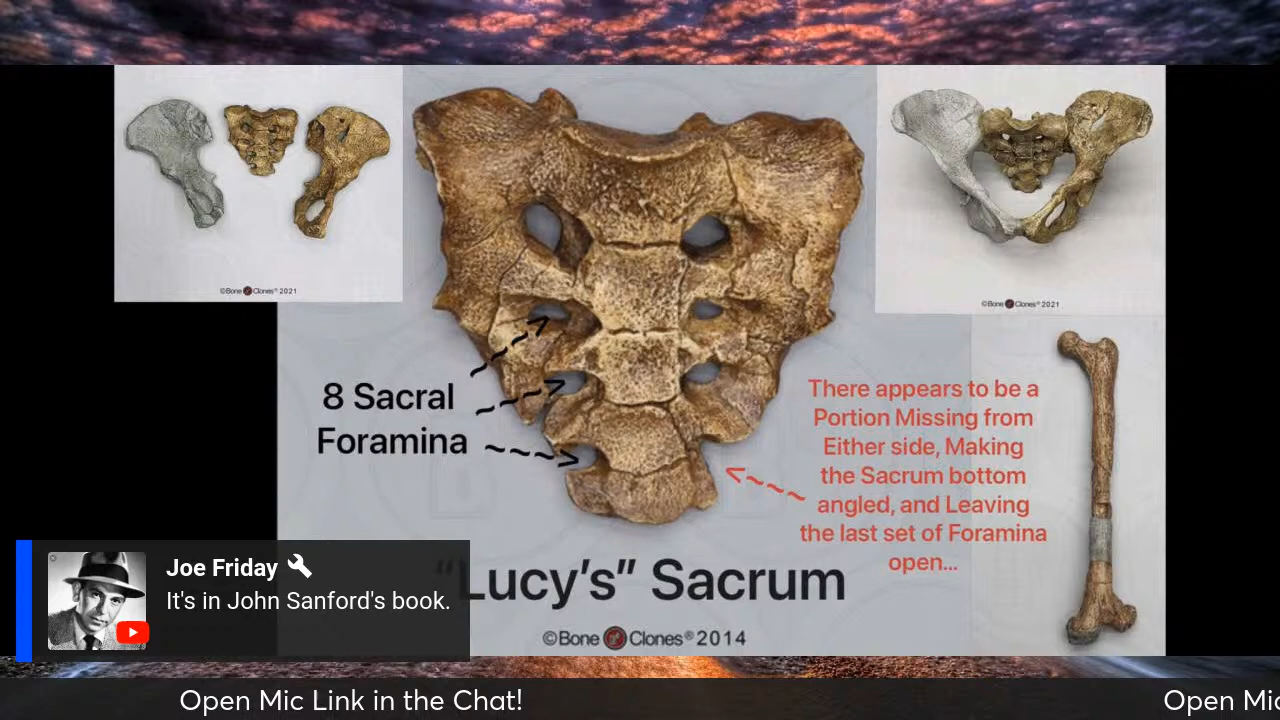 ©Bone Clones® 2021
©Bone Clones® 2021
8 Sacral
Foramina
There appears to be a
Portion Missing from
Either side, Making
the Sacrum bottom
angled, and Leaving
the last set of Foramina
open...
Joe Friday
It's in John Sanford's book.
“Lucy’s” Sacrum
©Bone Clones® 2014
Open Mic Link in the Chat!
Open Mic